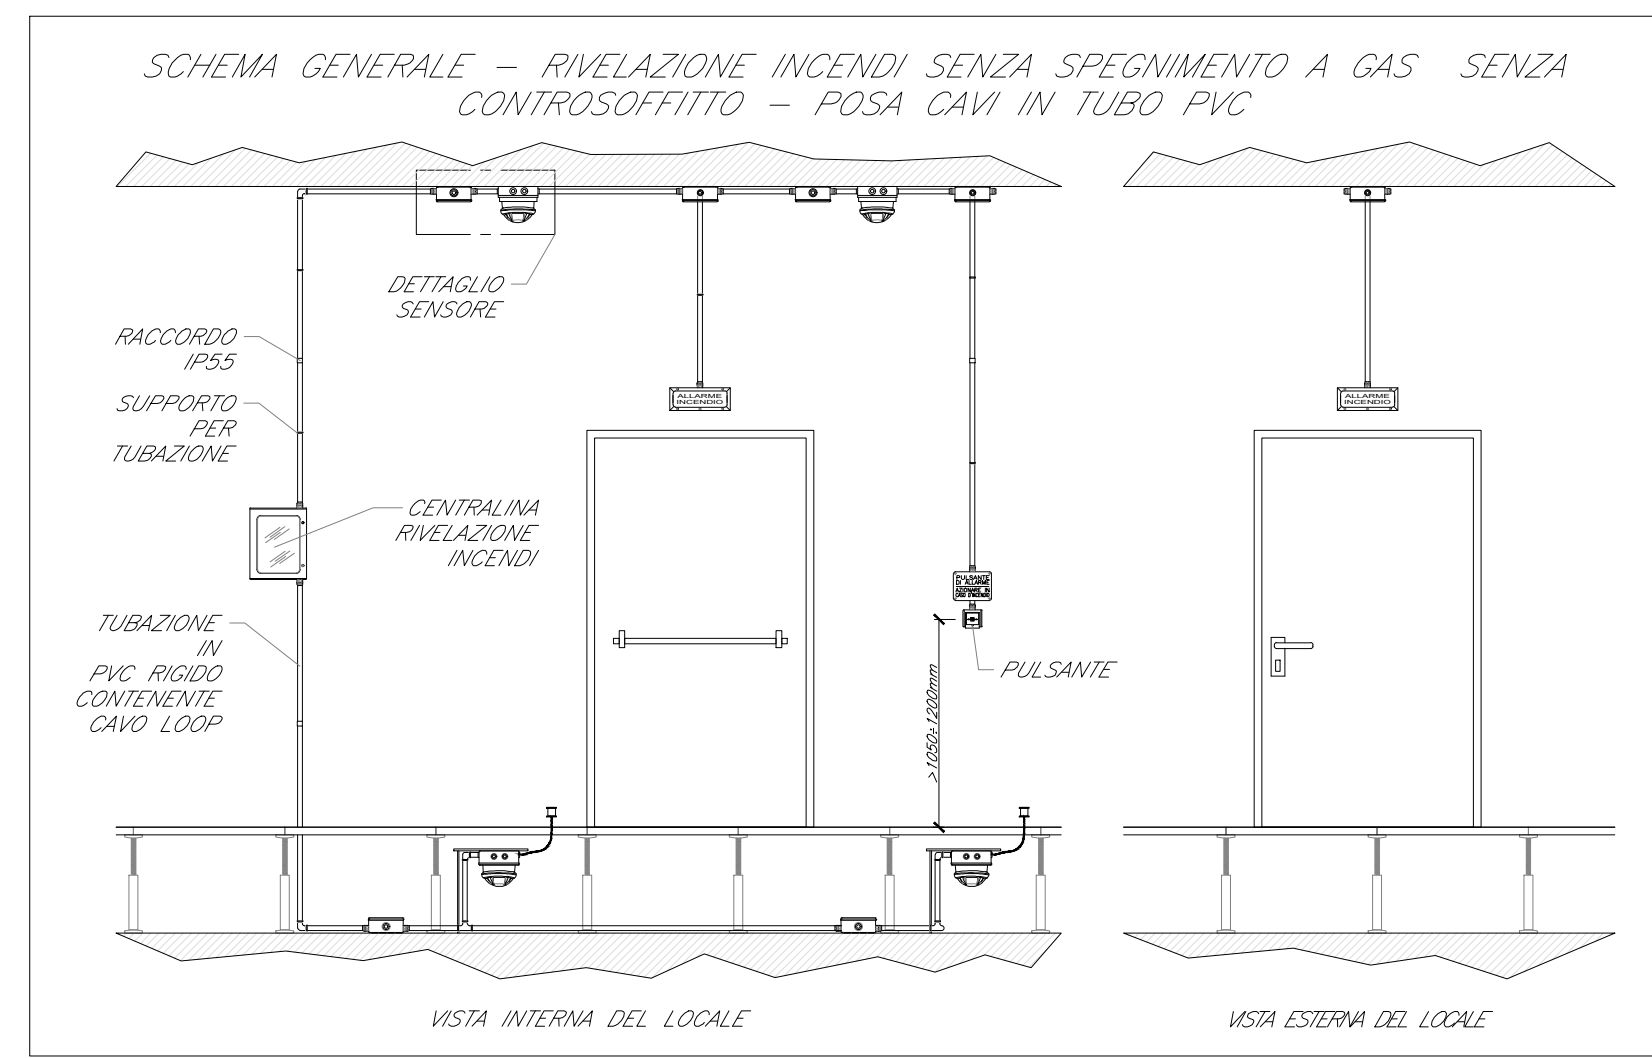 SCHEMA GENERALE – RIVELAZIONE INCENDI SENZA SPEGNIMENTO A GAS SENZA
CONTROSOFFITTO – POSA CAVI IN TUBO PVC
DETTAGLIO
SENSORE
RACCORDO
IP55
SUPPORTO
PER
TUBAZIONE
ALLARME
INCENDIO
ALLARME
INCENDIO
CENTRALINA
RIVELAZIONE
INCENDI
PULSANTE
DI ALLARME
AZIONARE IN
CASO D'INCENDIO
TUBAZIONE
IN
PVC RIGIDO
CONTENENTE
CAVO LOOP
PULSANTE
>1050÷1200mm
VISTA INTERNA DEL LOCALE
VISTA ESTERNA DEL LOCALE